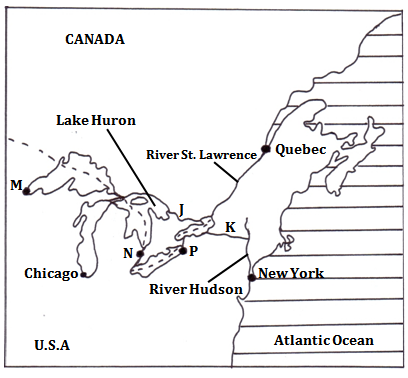 CANADA
Lake Huron
River St. Lawrence
Quebec
M
J
K
N
P
Chicago
River Hudson
New York
U.S.A
Atlantic Ocean